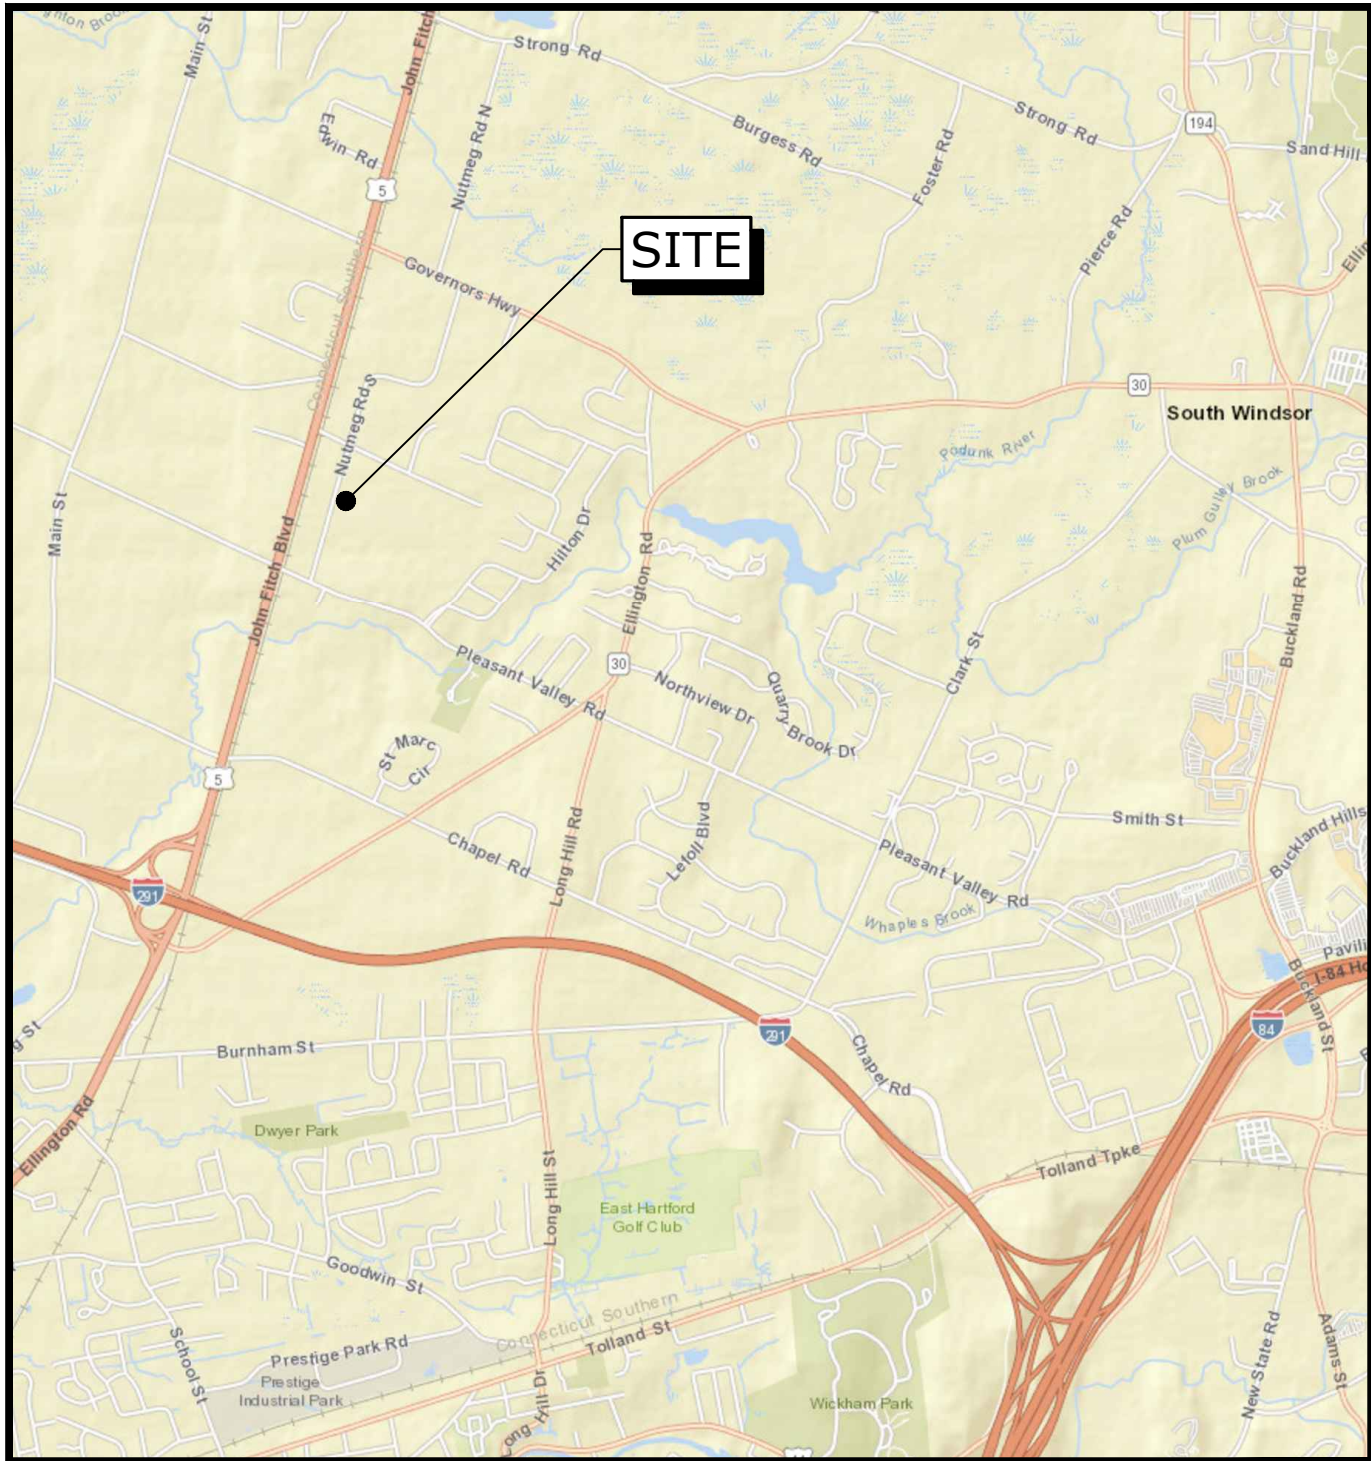 Main St
John Fitch
Strong Rd
Edwin Rd
Nutmeg Rd N
Burgess Rd
Foster Rd
Strong Rd
194
Sand Hill
5
SITE
Pierce Rd
Connecticut Southern
Governors Hwy
30
South Windsor
Nutmeg Rd S
Podunk River
Plum Gulley Brook
Main St
John Fitch Blvd
Hilton Dr
Ellington Rd
Buckland Rd
Clark St
30
Pleasant Valley Rd
Northview Dr
Quarry Brook Dr
St Marc Cir
5
Smith St
Chapel Rd
Long Hill Rd
Lefoll Blvd
Buckland Hills
Pleasant Valley Rd
291
Whaples Brook
Pavili
I-84 Ho
Buckland St
291
84
Burnham St
Chapel Rd
Ellington Rd
Dwyer Park
Tolland Tpke
Long Hill St
East Hartford
Golf Club
Goodwin St
Connecticut Southern
Tolland St
School St
Prestige Park Rd
Prestige
Industrial Park
Long Hill Dr
Wickham Park
New State Rd
Adams St